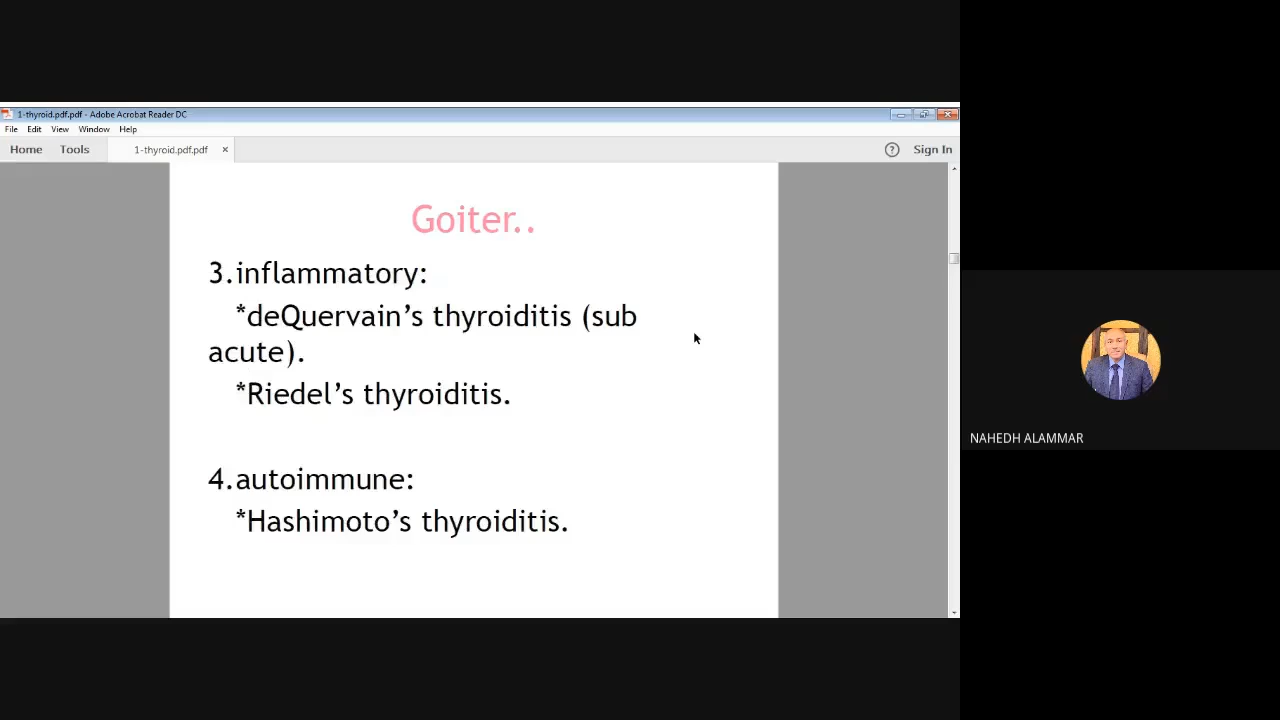 1-thyroid.pdf.pdf - Adobe Acrobat Reader DC
File Edit View Window Help
Home Tools 1-thyroid.pdf.pdf × ? Sign In
Goiter..
3.inflammatory:
*deQuervain’s thyroiditis (sub
acute).
*Riedel’s thyroiditis.
4.autoimmune:
*Hashimoto’s thyroiditis.
NAHEDH ALAMMAR